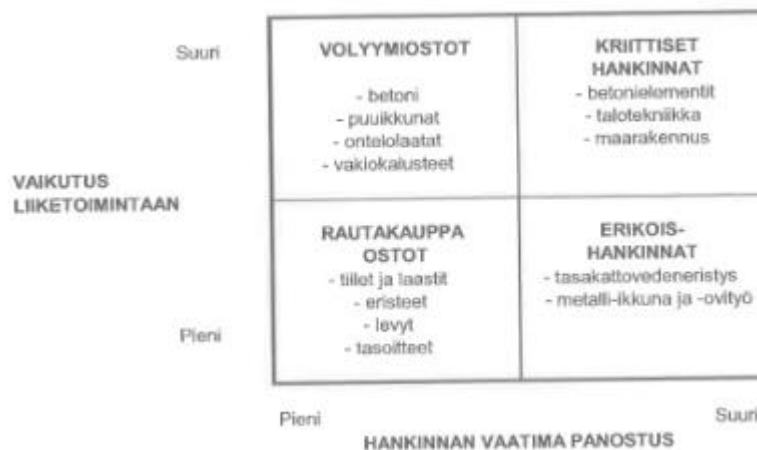 Suuri
VOLYYMIOSTOT
- betoni
- puuikkunat
- ontelolaatat
- vakiokalusteet
KRIITTISET
HANKINNAT
- betonielementit
- talotekniikka
- maarakennus
VAIKUTUS
LIIKETOIMINTAAN
RAUTAKAUPPA
OSTOT
- tiilet ja laastit
- eristeet
- levyt
- tasoitteet
ERIKOIS-
HANKINNAT
- tasakattovedeneristys
- metalli-ikkuna ja -ovityö
Pieni
Pieni
Suuri
HANKINNAN VAATIMA PANOSTUS